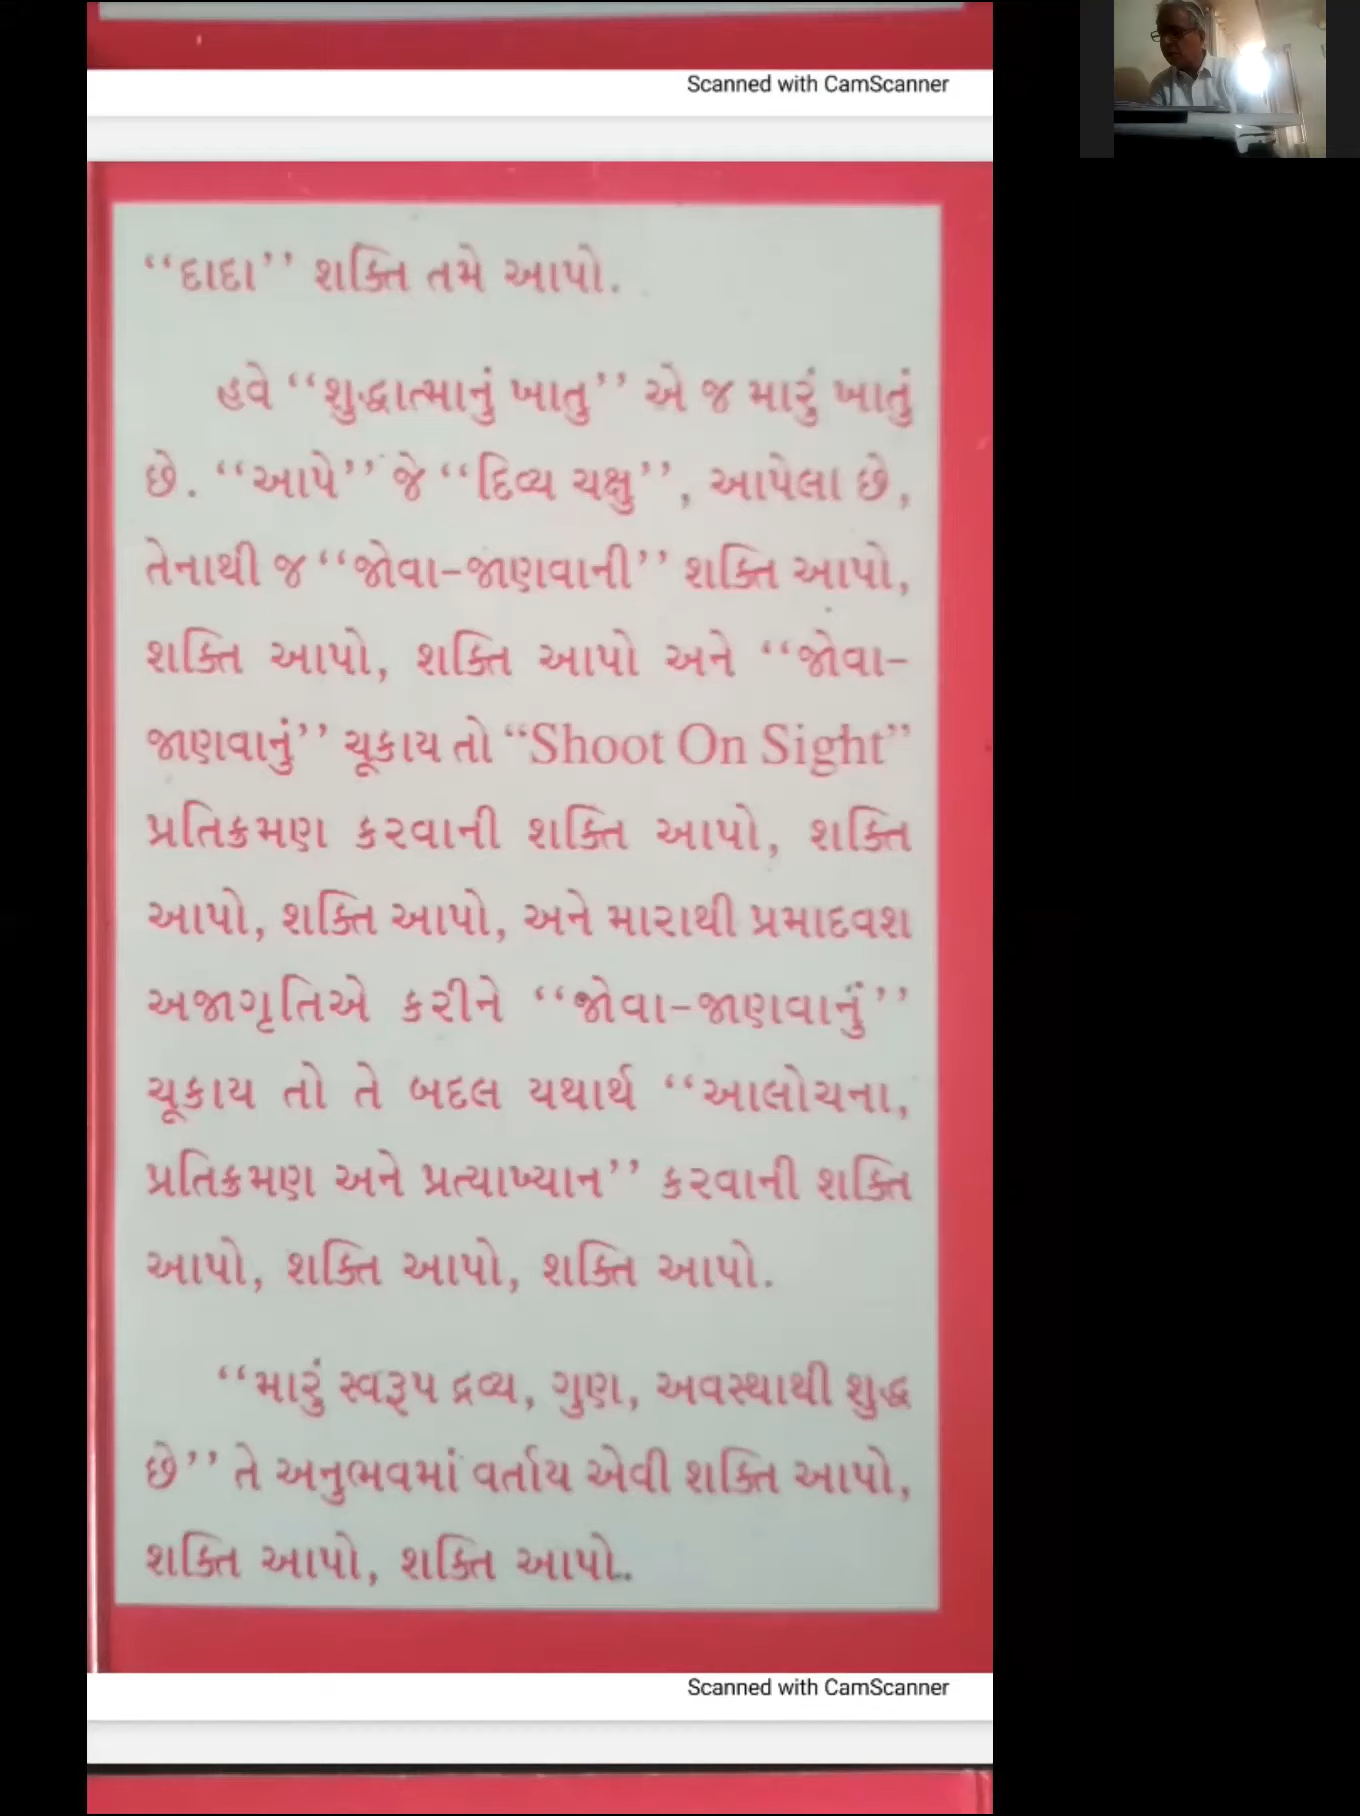 Scanned with CamScanner
‘‘દાદા’’ શક્તિ તમે આપો.
હવે ‘‘શુદ્ધાત્માનું ખાતુ’’ એ જ મારું ખાતું
છે. ‘‘આપે’’ જે ‘‘દિવ્ય ચક્ષુ’’, આપેલા છે,
તેનાથી જ ‘‘જોવા-જાણવાની’’ શક્તિ આપો,
શક્તિ આપો, શક્તિ આપો અને ‘‘જોવા-
જાણવાનું’’ ચૂકાય તો “Shoot On Sight”
પ્રતિક્રમણ કરવાની શક્તિ આપો, શક્તિ
આપો, શક્તિ આપો, અને મારાથી પ્રમાદવશ
અજાગૃતિએ કરીને ‘‘જોવા-જાણવાનું’’
ચૂકાય તો તે બદલ યથાર્થ ‘‘આલોચના,
પ્રતિક્રમણ અને પ્રત્યાખ્યાન’’ કરવાની શક્તિ
આપો, શક્તિ આપો, શક્તિ આપો.
‘‘મારું સ્વરૂપ દ્રવ્ય, ગુણ, અવસ્થાથી શુદ્ધ
છે’’ તે અનુભવમાં વર્તાય એવી શક્તિ આપો,
શક્તિ આપો, શક્તિ આપો.
Scanned with CamScanner